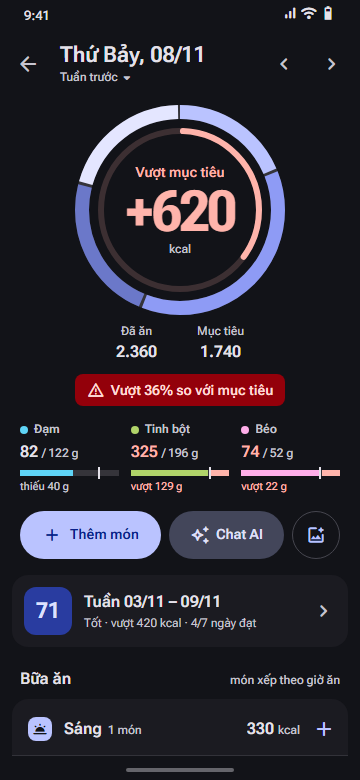 9:41
Thứ Bảy, 08/11
Tuần trước
Vượt mục tiêu
+620
kcal
Đã ăn Mục tiêu
2.360 1.740
Vượt 36% so với mục tiêu
Đạm Tinh bột Béo
82 / 122 g 325 / 196 g 74 / 52 g
thiếu 40 g vượt 129 g vượt 22 g
Thêm món Chat AI
71 Tuần 03/11 – 09/11
Tốt · vượt 420 kcal · 4/7 ngày đạt
Bữa ăn món xếp theo giờ ăn
Sáng 1 món 330 kcal